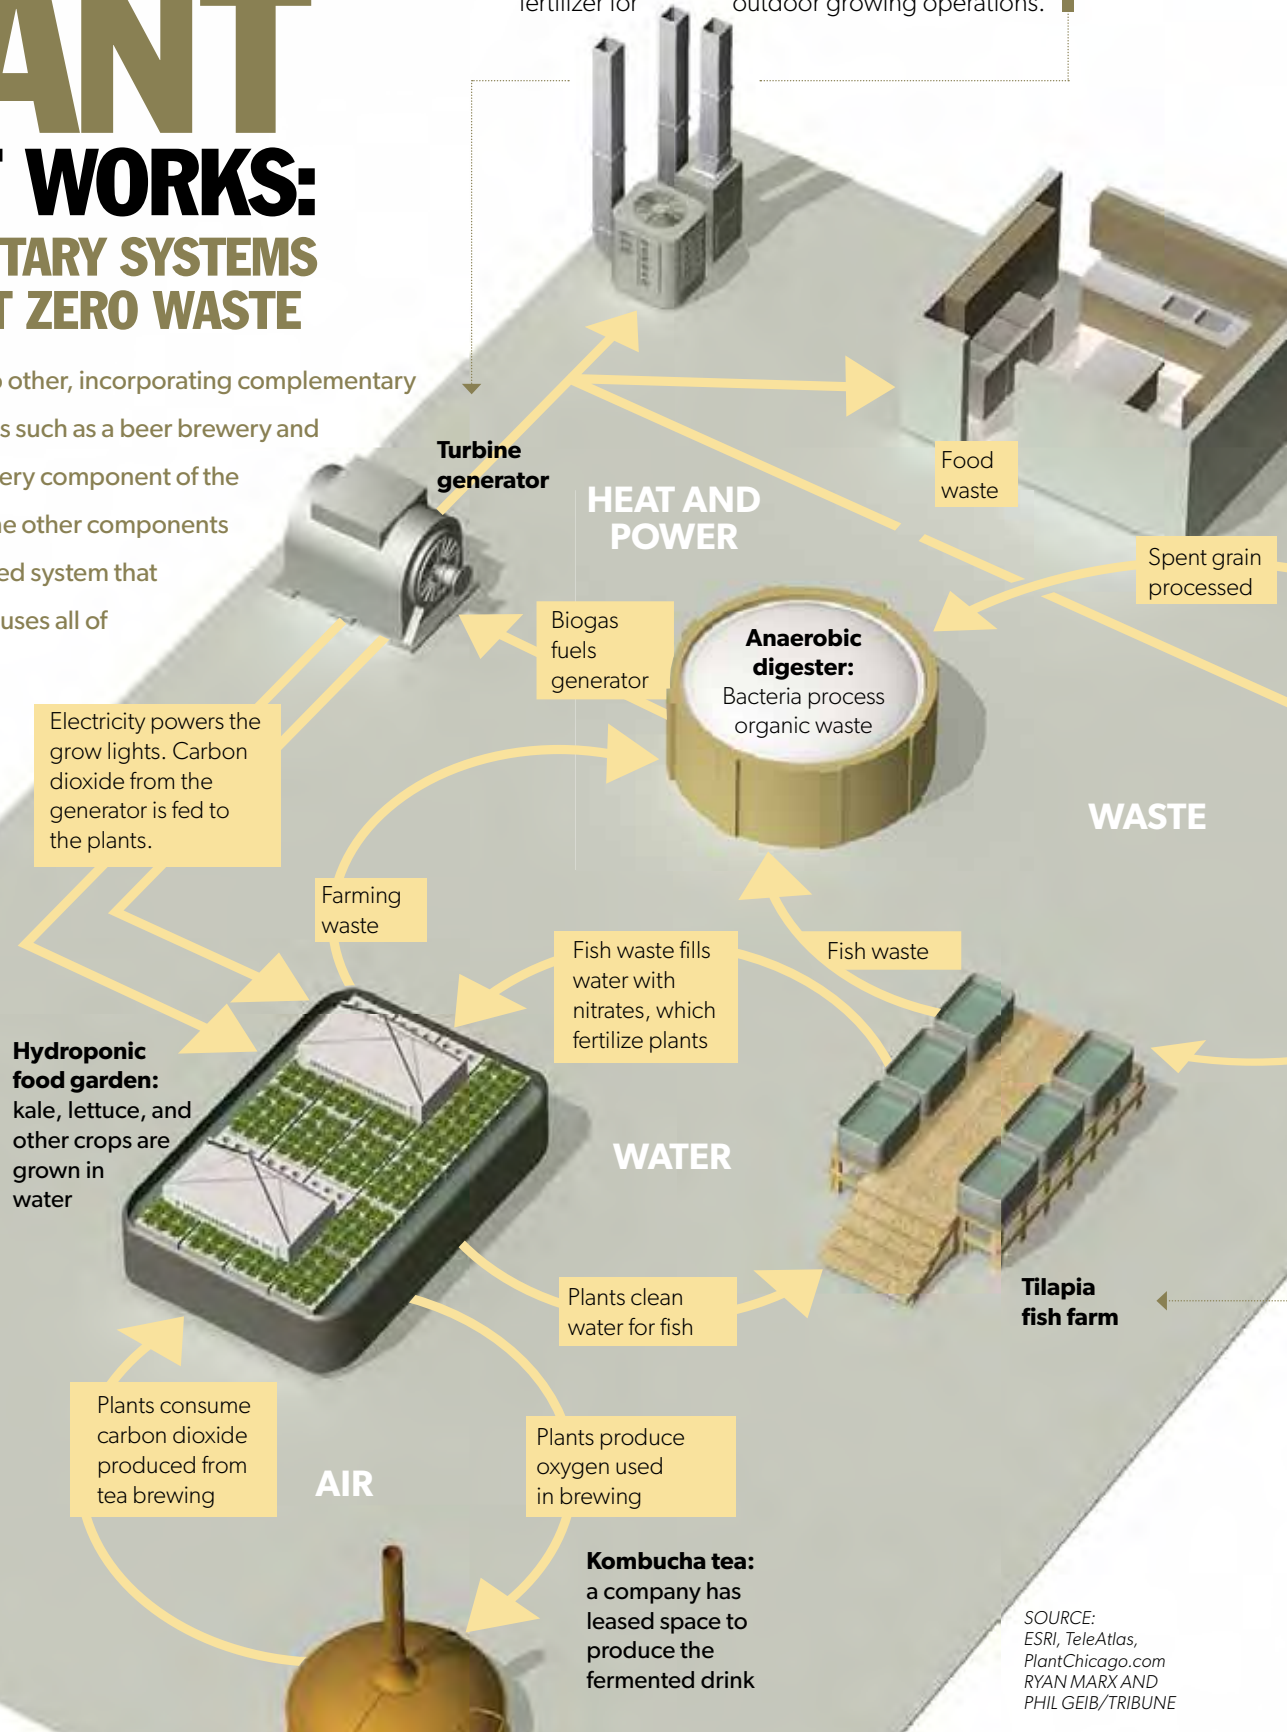 fertilizer for outdoor growing operations.
ANT
WORKS:
TARY SYSTEMS
T ZERO WASTE
other, incorporating complementary
s such as a beer brewery and
ery component of the
e other components
ed system that
uses all of
Turbine
generator
HEAT AND
POWER
Food
waste
Spent grain
processed
Biogas
fuels
generator
Anaerobic
digester:
Bacteria process
organic waste
Electricity powers the
grow lights. Carbon
dioxide from the
generator is fed to
the plants.
WASTE
Farming
waste
Fish waste fills
water with
nitrates, which
fertilize plants
Fish waste
Hydroponic
food garden:
kale, lettuce, and
other crops are
grown in
water
WATER
Plants clean
water for fish
Tilapia
fish farm
Plants consume
carbon dioxide
produced from
tea brewing
AIR
Plants produce
oxygen used
in brewing
Kombucha tea:
a company has
leased space to
produce the
fermented drink
SOURCE:
ESRI, TeleAtlas,
PlantChicago.com
RYAN MARX AND
PHIL GEIB/TRIBUNE